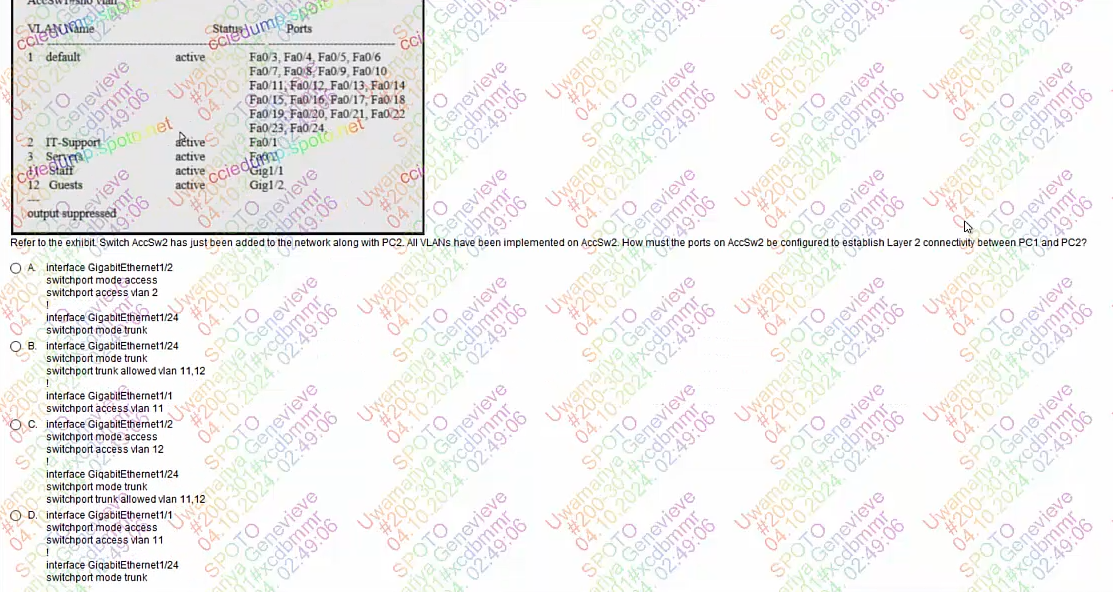 AccSw1#sho vlan
VLAN Name Status Ports
1 default active Fa0/3, Fa0/4, Fa0/5, Fa0/6
Fa0/7, Fa0/8, Fa0/9, Fa0/10
Fa0/11, Fa0/12, Fa0/13, Fa0/14
Fa0/15, Fa0/16, Fa0/17, Fa0/18
Fa0/19, Fa0/20, Fa0/21, Fa0/22
Fa0/23, Fa0/24
2 IT-Support active Fa0/1
3 Servers active Fa0/2
11 Staff active Gig1/1
12 Guests active Gig1/2
----
output suppressed
Refer to the exhibit. Switch AccSw2 has just been added to the network along with PC2. All VLANs have been implemented on AccSw2. How must the ports on AccSw2 be configured to establish Layer 2 connectivity between PC1 and PC2?
A. interface GigabitEthernet1/2
switchport mode access
switchport access vlan 2
!
interface GigabitEthernet1/24
switchport mode trunk
B. interface GigabitEthernet1/24
switchport mode trunk
switchport trunk allowed vlan 11,12
!
interface GigabitEthernet1/1
switchport access vlan 11
C. interface GigabitEthernet1/2
switchport mode access
switchport access vlan 12
!
interface GigabitEthernet1/24
switchport mode trunk
switchport trunk allowed vlan 11,12
D. interface GigabitEthernet1/1
switchport mode access
switchport access vlan 11
!
interface GigabitEthernet1/24
switchport mode trunk